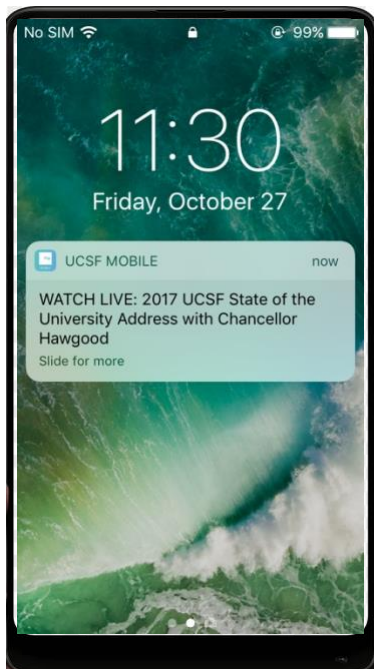 No SIM 99%
11:30
Friday, October 27
UCSF MOBILE now
WATCH LIVE: 2017 UCSF State of the
University Address with Chancellor
Hawgood
Slide for more